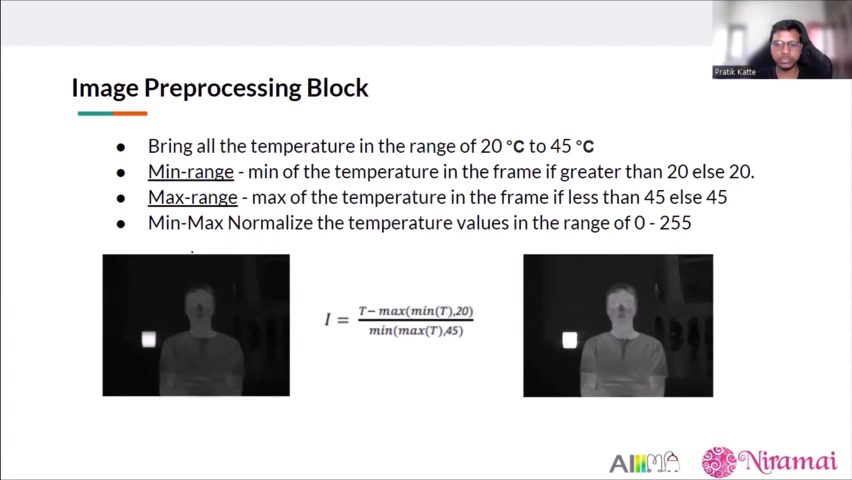 Pratik Katte
Image Preprocessing Block
● Bring all the temperature in the range of 20 °C to 45 °C
● Min-range - min of the temperature in the frame if greater than 20 else 20.
● Max-range - max of the temperature in the frame if less than 45 else 45
● Min-Max Normalize the temperature values in the range of 0 - 255
I = T− max(min(T),20)
min(max(T),45)
Niramai